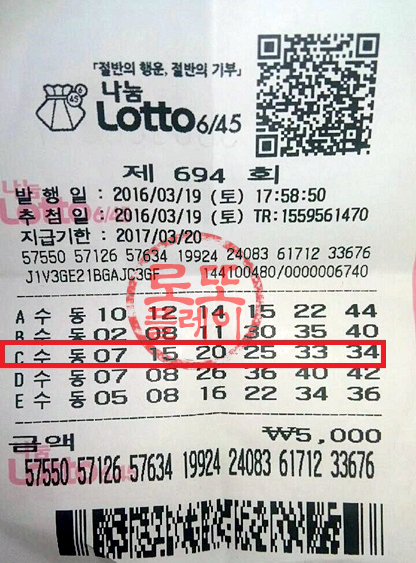 「절반의 행운, 절반의 기부」
나눔
Lotto 6/45
제 694 회
발 행 일 : 2016/03/19 (토) 17:58:50
추 첨 일 : 2016/03/19 (토) TR:1559561470
지급기한 : 2017/03/20
57550 57126 57634 19924 24083 61712 33676
J1V3GE21BGAJC3GF 144100480/0000006740
로또
플레이
A 수 동 10 12 14 15 22 44
B 수 동 02 08 11 30 35 40
C 수 동 07 15 20 25 33 34
D 수 동 07 08 26 36 40 42
E 수 동 05 08 16 22 34 36
금액 ₩5,000
57550 57126 57634 19924 24083 61712 33676